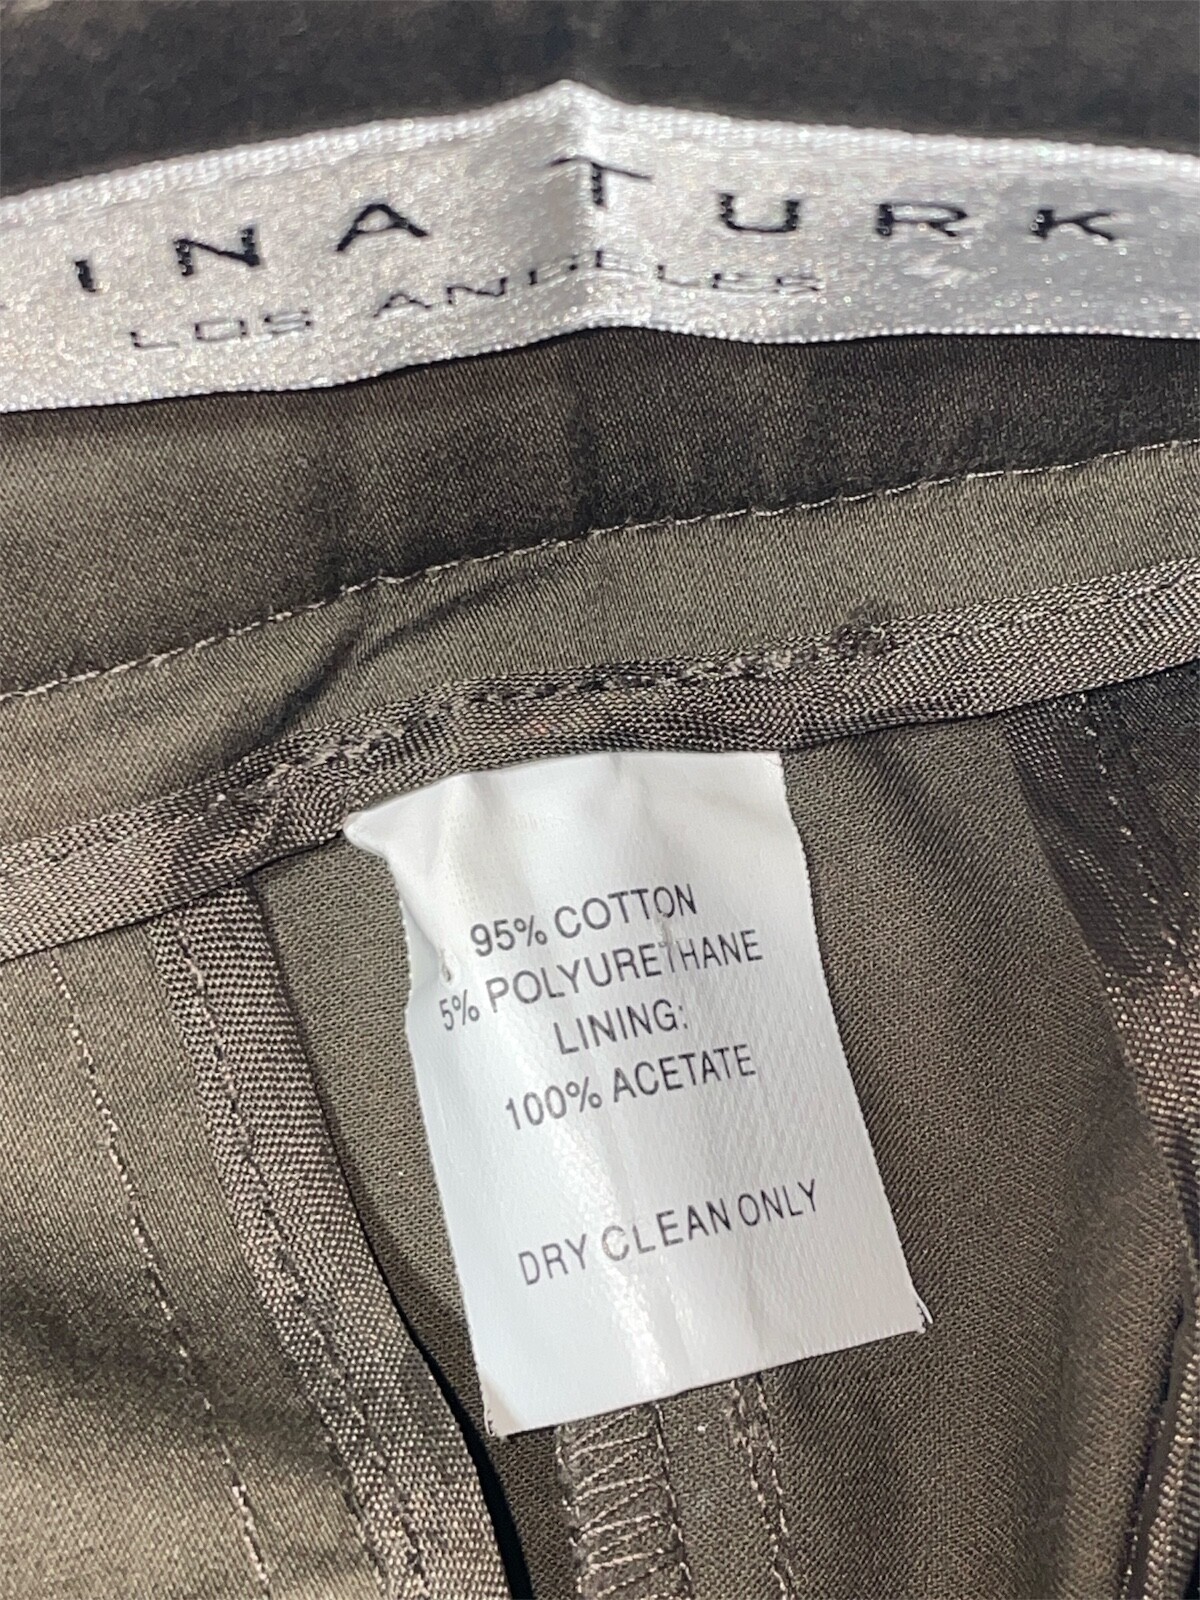 INA TURK
LOS ANGELES
95% COTTON
5% POLYURETHANE
LINING:
100% ACETATE
DRY CLEAN ONLY